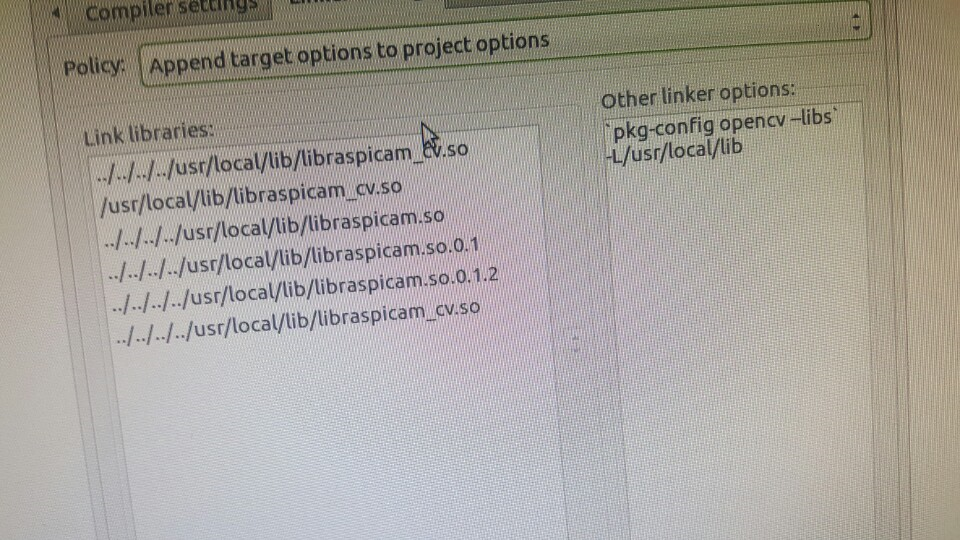 Compiler settings
Policy:
Append target options to project options
Link libraries:
../../../../usr/local/lib/libraspicam_cv.so
/usr/local/lib/libraspicam_cv.so
../../../../usr/local/lib/libraspicam.so
../../../../usr/local/lib/libraspicam.so.0.1
../../../../usr/local/lib/libraspicam.so.0.1.2
../../../../usr/local/lib/libraspicam_cv.so
Other linker options:
`pkg-config opencv –libs`
-L/usr/local/lib